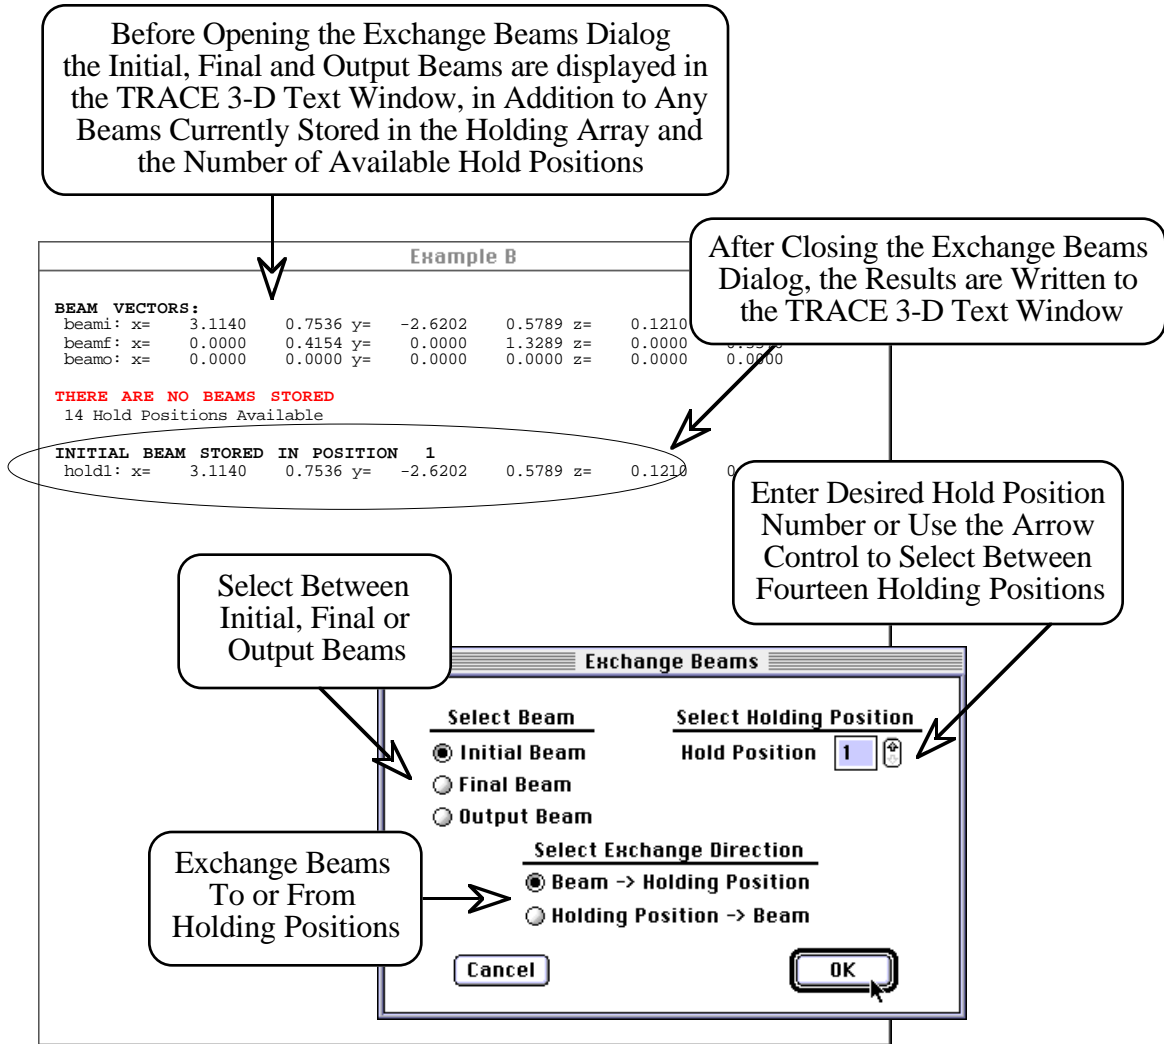 Before Opening the Exchange Beams Dialog
the Initial, Final and Output Beams are displayed in
the TRACE 3-D Text Window, in Addition to Any
Beams Currently Stored in the Holding Array and
the Number of Available Hold Positions
Example B
After Closing the Exchange Beams
Dialog, the Results are Written to
the TRACE 3-D Text Window
BEAM VECTORS:
beami: x= 3.1140 0.7536 y= -2.6202 0.5789 z= 0.1210
beamf: x= 0.0000 0.4154 y= 0.0000 1.3289 z= 0.0000
beamo: x= 0.0000 0.0000 y= 0.0000 0.0000 z= 0.0000 0.0000
THERE ARE NO BEAMS STORED
14 Hold Positions Available
INITIAL BEAM STORED IN POSITION 1
hold1: x= 3.1140 0.7536 y= -2.6202 0.5789 z= 0.1210
Enter Desired Hold Position
Number or Use the Arrow
Control to Select Between
Fourteen Holding Positions
Select Between
Initial, Final or
Output Beams
Exchange Beams
Select Beam
Select Holding Position
Initial Beam
Hold Position 1
Final Beam
Output Beam
Select Exchange Direction
Exchange Beams
To or From
Holding Positions
Beam -> Holding Position
Holding Position -> Beam
Cancel
OK